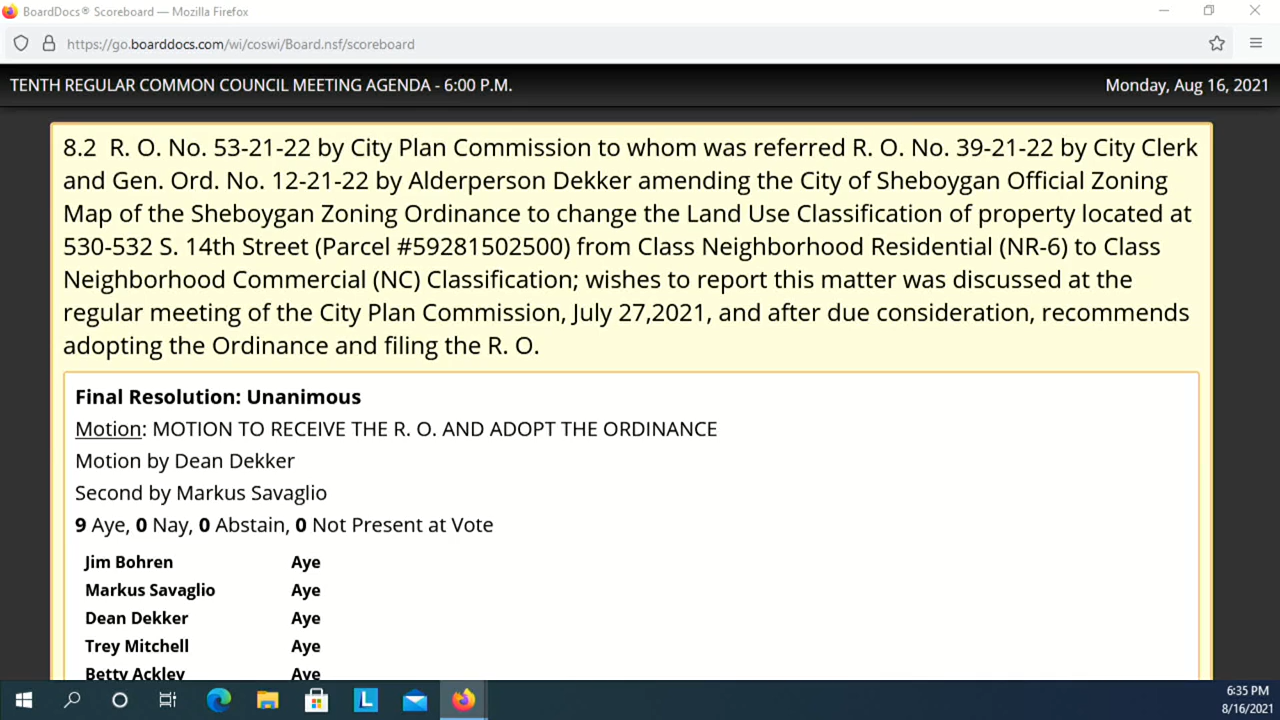 BoardDocs® Scoreboard — Mozilla Firefox
https://go.boarddocs.com/wi/coswi/Board.nsf/scoreboard
TENTH REGULAR COMMON COUNCIL MEETING AGENDA - 6:00 P.M. Monday, Aug 16, 2021
8.2 R. O. No. 53-21-22 by City Plan Commission to whom was referred R. O. No. 39-21-22 by City Clerk
and Gen. Ord. No. 12-21-22 by Alderperson Dekker amending the City of Sheboygan Official Zoning
Map of the Sheboygan Zoning Ordinance to change the Land Use Classification of property located at
530-532 S. 14th Street (Parcel #59281502500) from Class Neighborhood Residential (NR-6) to Class
Neighborhood Commercial (NC) Classification; wishes to report this matter was discussed at the
regular meeting of the City Plan Commission, July 27,2021, and after due consideration, recommends
adopting the Ordinance and filing the R. O.
Final Resolution: Unanimous
Motion: MOTION TO RECEIVE THE R. O. AND ADOPT THE ORDINANCE
Motion by Dean Dekker
Second by Markus Savaglio
9 Aye, 0 Nay, 0 Abstain, 0 Not Present at Vote
Jim Bohren Aye
Markus Savaglio Aye
Dean Dekker Aye
Trey Mitchell Aye
Betty Ackley Aye
L
6:35 PM
8/16/2021